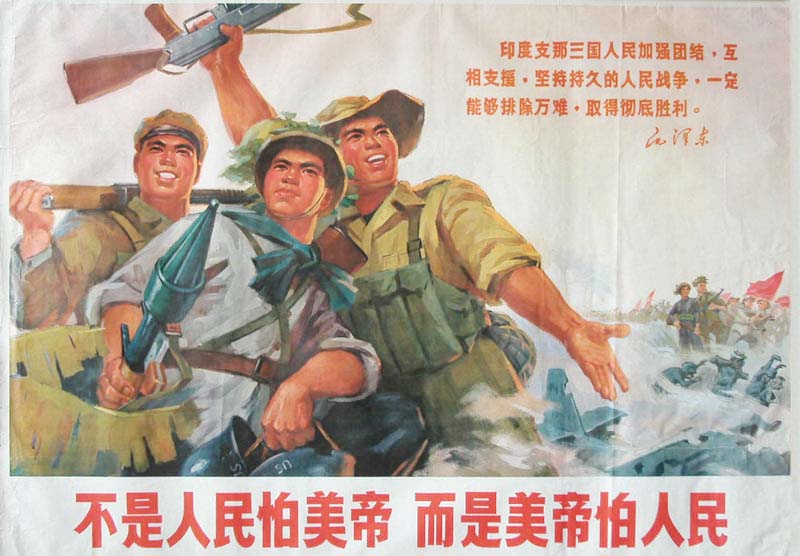 印度支那三国人民加强团结，互
相支援，坚持持久的人民战争，一定
能够排除万难，取得彻底胜利。
毛泽东
US
不是人民怕美帝 而是美帝怕人民